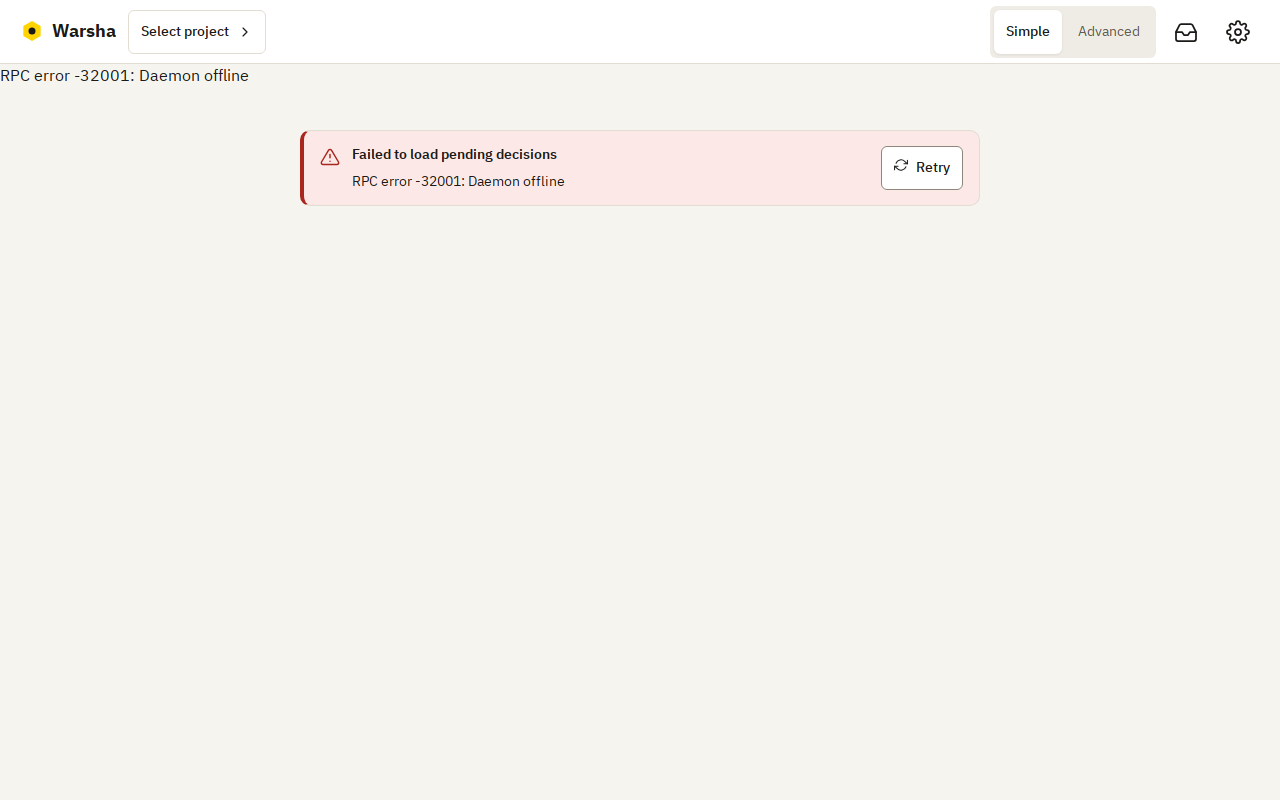 Warsha
Select project
Simple
Advanced
RPC error -32001: Daemon offline
Failed to load pending decisions
RPC error -32001: Daemon offline
Retry